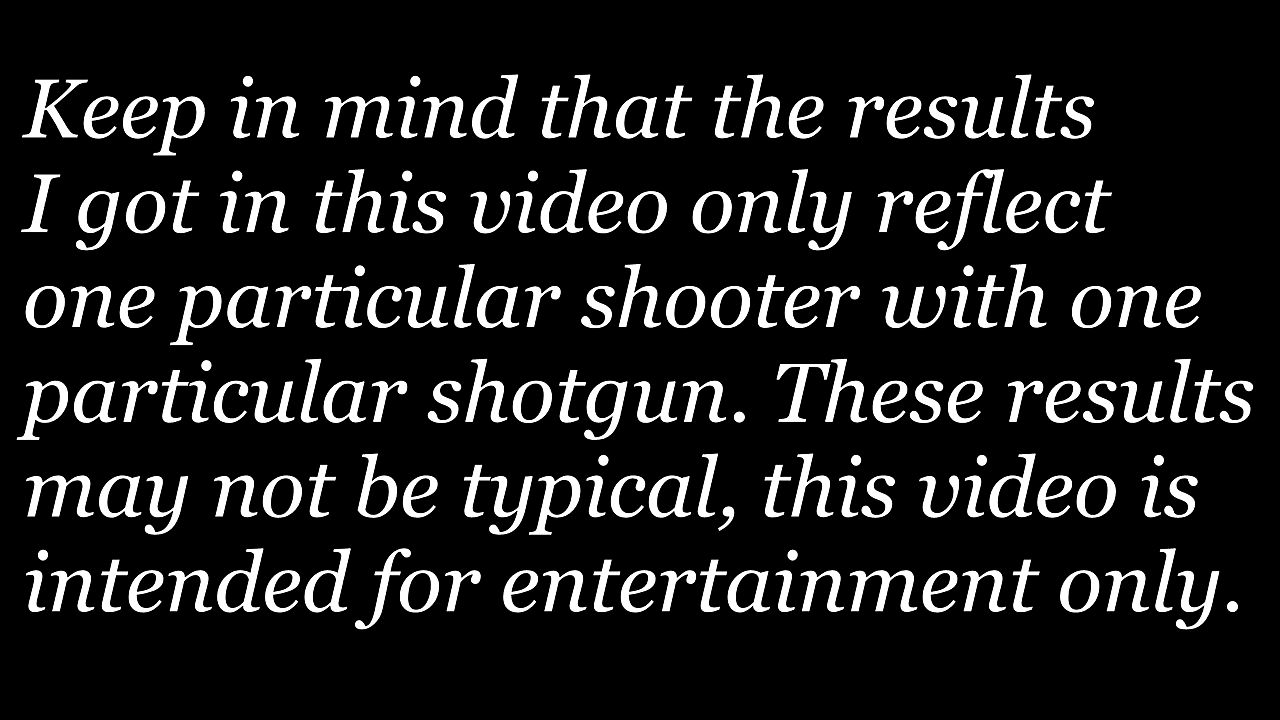 Keep in mind that the results
I got in this video only reflect
one particular shooter with one
particular shotgun. These results
may not be typical, this video is
intended for entertainment only.